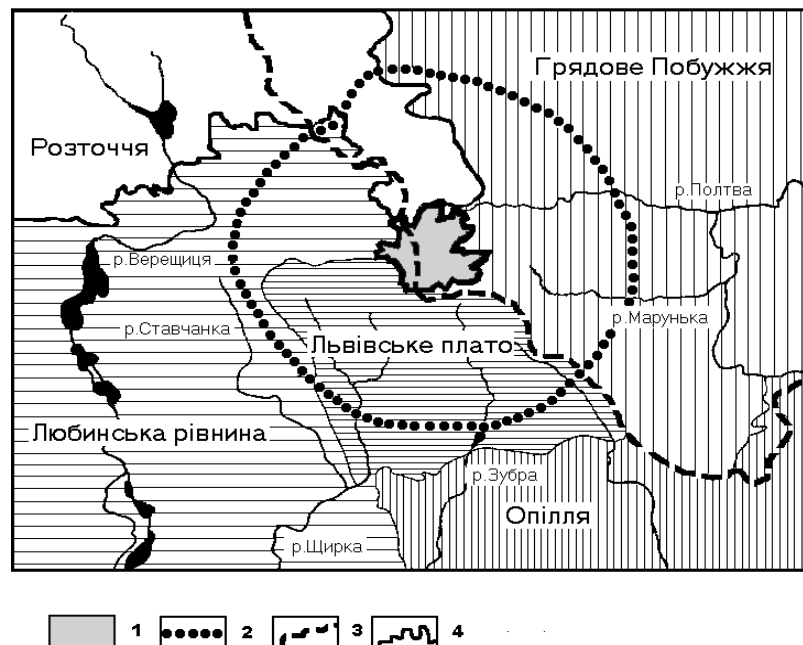 Грядове Побужжя
Розточчя
р.Полтва
р.Верещиця
р.Ставчанка
р.Марунька
Львівське плато
Любинська рівнина
р.Зубра
Опілля
р.Щирка
1 2 3 4